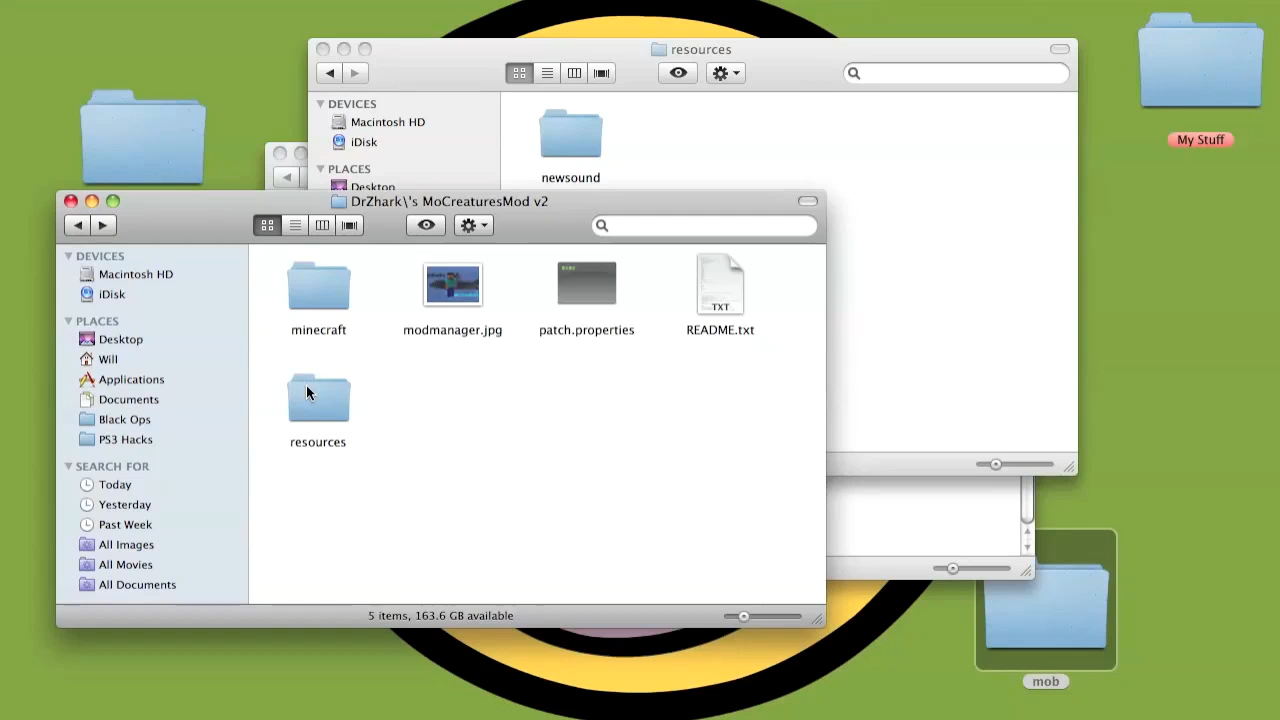 resources
DEVICES
Macintosh HD
iDisk
PLACES
Desktop
newsound
My Stuff
DrZhark\'s MoCreaturesMod v2
DEVICES
Macintosh HD
iDisk
PLACES
Desktop
Will
Applications
Documents
Black Ops
PS3 Hacks
SEARCH FOR
Today
Yesterday
Past Week
All Images
All Movies
All Documents
minecraft
modmanager.jpg
patch.properties
TXT
README.txt
resources
5 items, 163.6 GB available
mob